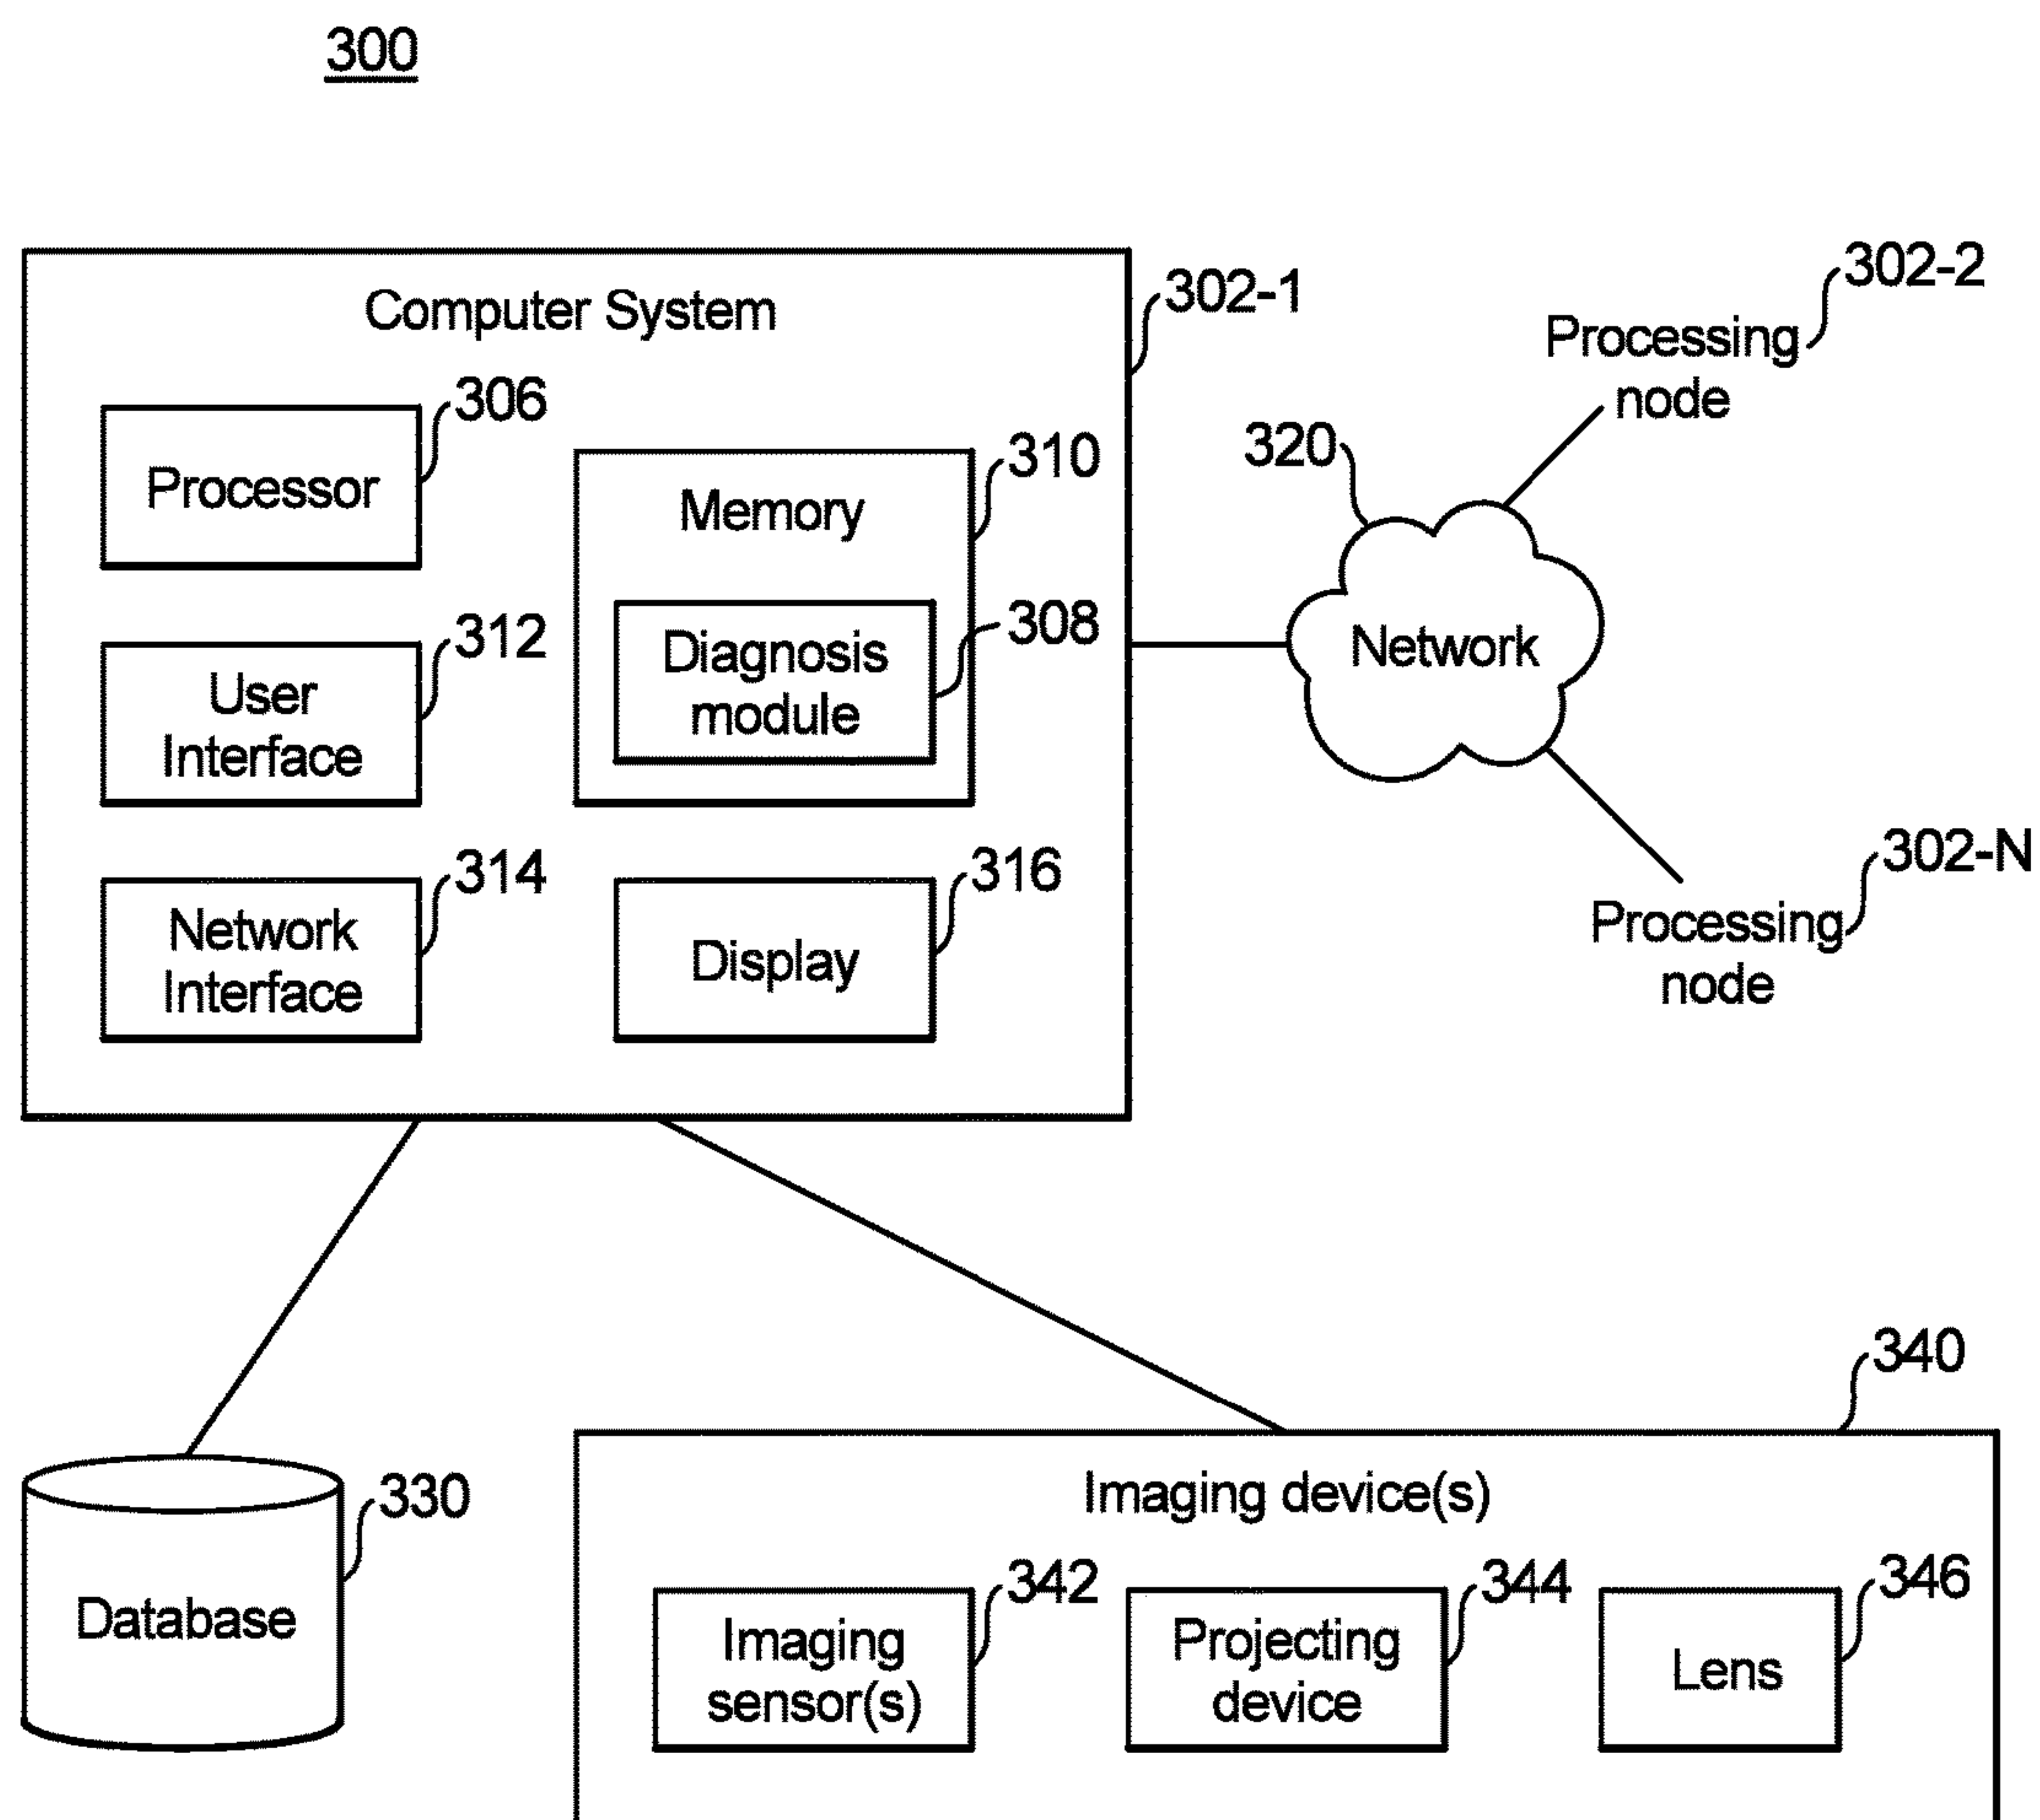 300
Computer System
302-1
Processor
306
Memory
310
Diagnosis
module
308
User
Interface
312
Network
Interface
314
Display
316
320
Network
302-2
Processing
node
302-N
Processing
node
Database
330
340
Imaging device(s)
Imaging
sensor(s)
342
Projecting
device
344
Lens
346